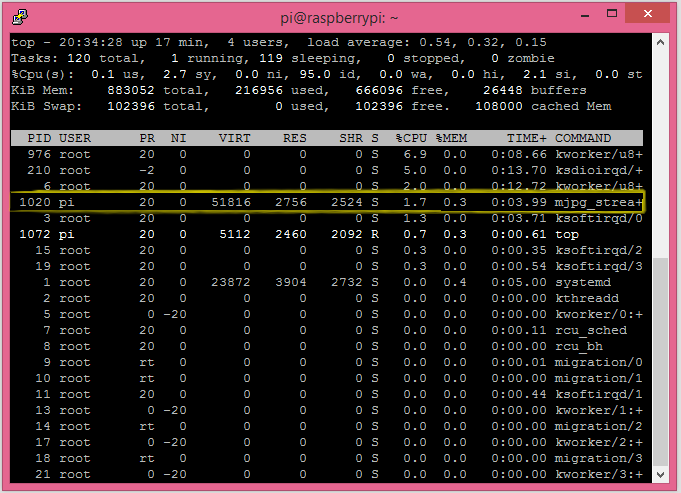 pi@raspberrypi: ~
top - 20:34:28 up 17 min,  4 users,  load average: 0.54, 0.32, 0.15
Tasks: 120 total,   1 running, 119 sleeping,   0 stopped,   0 zombie
%Cpu(s):  0.1 us,  2.7 sy,  0.0 ni, 95.0 id,  0.0 wa,  0.0 hi,  2.1 si,  0.0 st
KiB Mem:    883052 total,   216956 used,   666096 free,    26448 buffers
KiB Swap:   102396 total,        0 used,   102396 free.   108000 cached Mem
PID USER      PR  NI    VIRT    RES    SHR S  %CPU %MEM     TIME+ COMMAND
976 root      20   0       0      0      0 S   6.9  0.0   0:08.66 kworker/u8+
210 root      -2   0       0      0      0 S   5.0  0.0   0:13.70 ksdioirqd/+
6 root      20   0       0      0      0 S   2.0  0.0   0:12.72 kworker/u8+
1020 pi        20   0   51816   2756   2524 S   1.7  0.3   0:03.99 mjpg_strea+
3 root      20   0       0      0      0 S   1.3  0.0   0:03.71 ksoftirqd/0
1072 pi        20   0    5112   2460   2092 R   0.7  0.3   0:00.61 top
15 root      20   0       0      0      0 S   0.3  0.0   0:00.35 ksoftirqd/2
19 root      20   0       0      0      0 S   0.3  0.0   0:00.54 ksoftirqd/3
1 root      20   0   23872   3904   2732 S   0.0  0.4   0:05.00 systemd
2 root      20   0       0      0      0 S   0.0  0.0   0:00.00 kthreadd
5 root       0 -20       0      0      0 S   0.0  0.0   0:00.00 kworker/0:+
7 root      20   0       0      0      0 S   0.0  0.0   0:00.11 rcu_sched
8 root      20   0       0      0      0 S   0.0  0.0   0:00.00 rcu_bh
9 root      rt   0       0      0      0 S   0.0  0.0   0:00.01 migration/0
10 root      rt   0       0      0      0 S   0.0  0.0   0:00.00 migration/1
11 root      20   0       0      0      0 S   0.0  0.0   0:00.44 ksoftirqd/1
13 root       0 -20       0      0      0 S   0.0  0.0   0:00.00 kworker/1:+
14 root      rt   0       0      0      0 S   0.0  0.0   0:00.00 migration/2
17 root       0 -20       0      0      0 S   0.0  0.0   0:00.00 kworker/2:+
18 root      rt   0       0      0      0 S   0.0  0.0   0:00.00 migration/3
21 root       0 -20       0      0      0 S   0.0  0.0   0:00.00 kworker/3:+